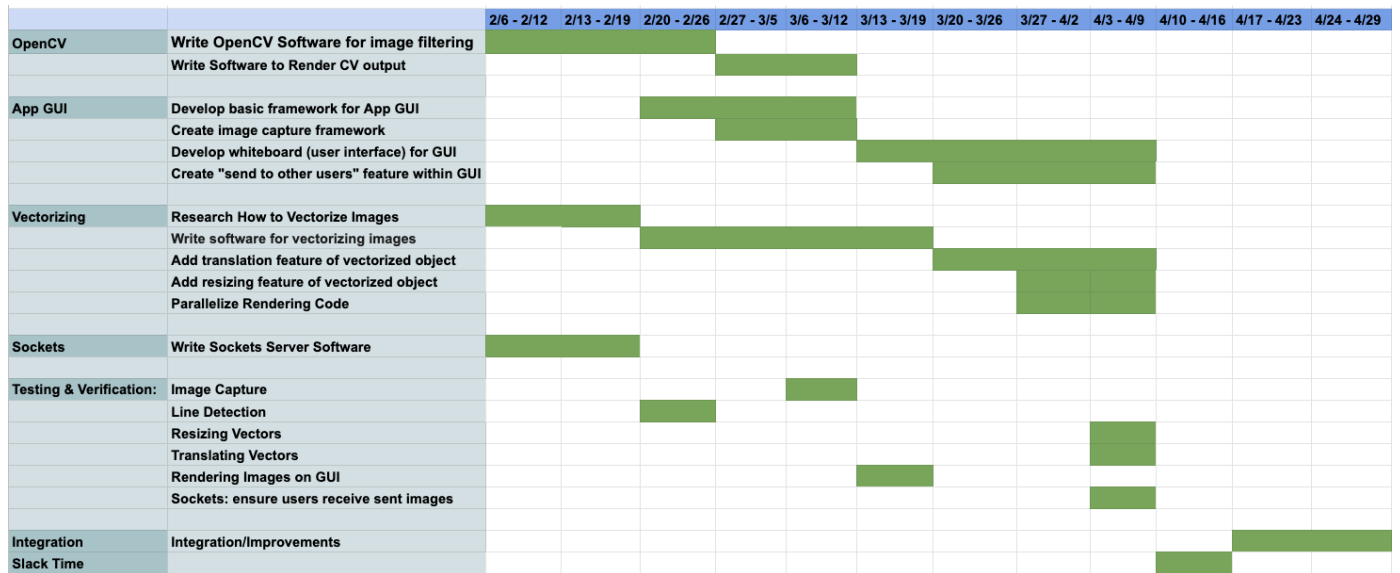 2/6 - 2/12 2/13 - 2/19 2/20 - 2/26 2/27 - 3/5 3/6 - 3/12 3/13 - 3/19 3/20 - 3/26 3/27 - 4/2 4/3 - 4/9 4/10 - 4/16 4/17 - 4/23 4/24 - 4/29
OpenCV Write OpenCV Software for image filtering
Write Software to Render CV output
App GUI Develop basic framework for App GUI
Create image capture framework
Develop whiteboard (user interface) for GUI
Create "send to other users" feature within GUI
Vectorizing Research How to Vectorize Images
Write software for vectorizing images
Add translation feature of vectorized object
Add resizing feature of vectorized object
Parallelize Rendering Code
Sockets Write Sockets Server Software
Testing & Verification: Image Capture
Line Detection
Resizing Vectors
Translating Vectors
Rendering Images on GUI
Sockets: ensure users receive sent images
Integration Integration/Improvements
Slack Time